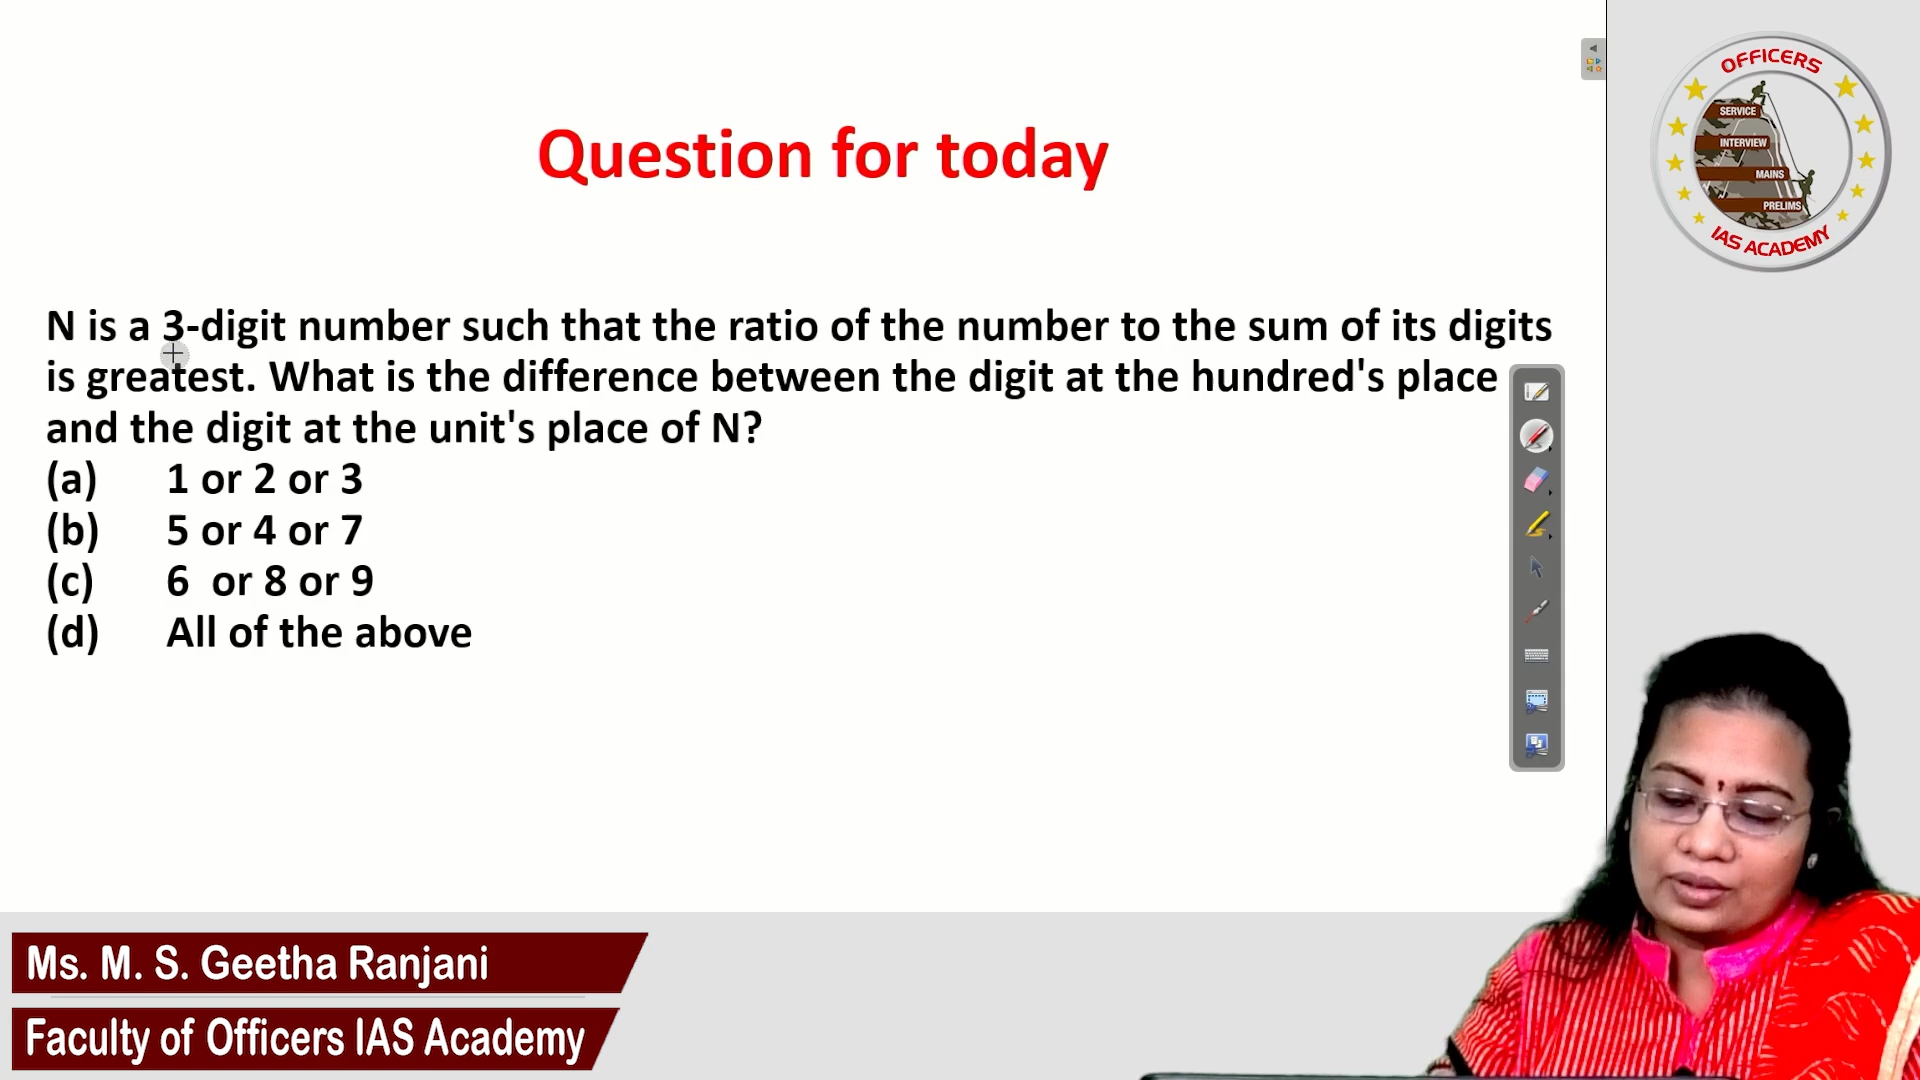 Question for today
N is a 3-digit number such that the ratio of the number to the sum of its digits
is greatest. What is the difference between the digit at the hundred's place
and the digit at the unit's place of N?
(a) 1 or 2 or 3
(b) 5 or 4 or 7
(c) 6 or 8 or 9
(d) All of the above
OFFICERS
SERVICE
INTERVIEW
MAINS
PRELIMS
IAS ACADEMY
Ms. M. S. Geetha Ranjani
Faculty of Officers IAS Academy